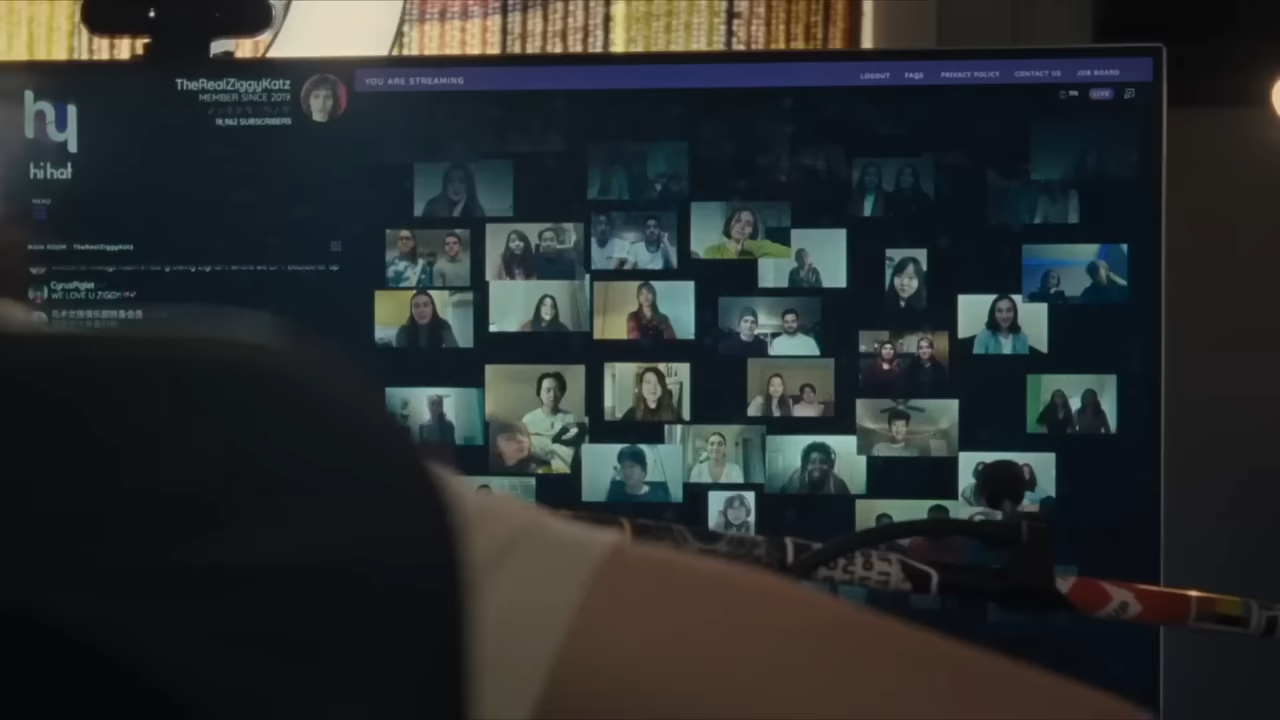 TheRealZiggyKatz
MEMBER SINCE 2019
18,962 SUBSCRIBERS
YOU ARE STREAMING
LOGOUT
FAQS
PRIVACY POLICY
CONTACT US
JOB BOARD
LIVE
hy
hi hat
MENU
MAIN ROOM · TheRealZiggyKatz
CyrusPiglet
WE LOVE U ZIGGY!